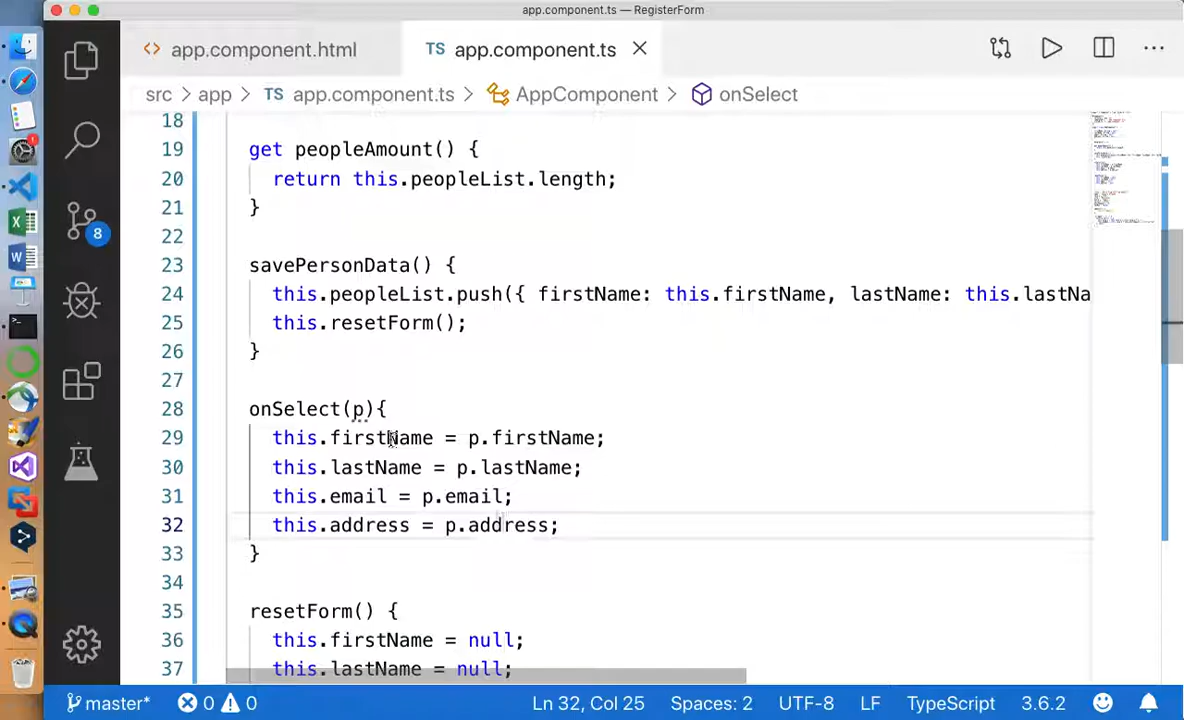 app.component.ts — RegisterForm
<> app.component.html
TS app.component.ts
src > app > TS app.component.ts > AppComponent > onSelect
18
19 get peopleAmount() {
20 return this.peopleList.length;
21 }
22
23 savePersonData() {
24 this.peopleList.push({ firstName: this.firstName, lastName: this.lastNa
25 this.resetForm();
26 }
27
28 onSelect(p){
29 this.firstName = p.firstName;
30 this.lastName = p.lastName;
31 this.email = p.email;
32 this.address = p.address;
33 }
34
35 resetForm() {
36 this.firstName = null;
37 this.lastName = null;
8
master* 0 0 Ln 32, Col 25 Spaces: 2 UTF-8 LF TypeScript 3.6.2